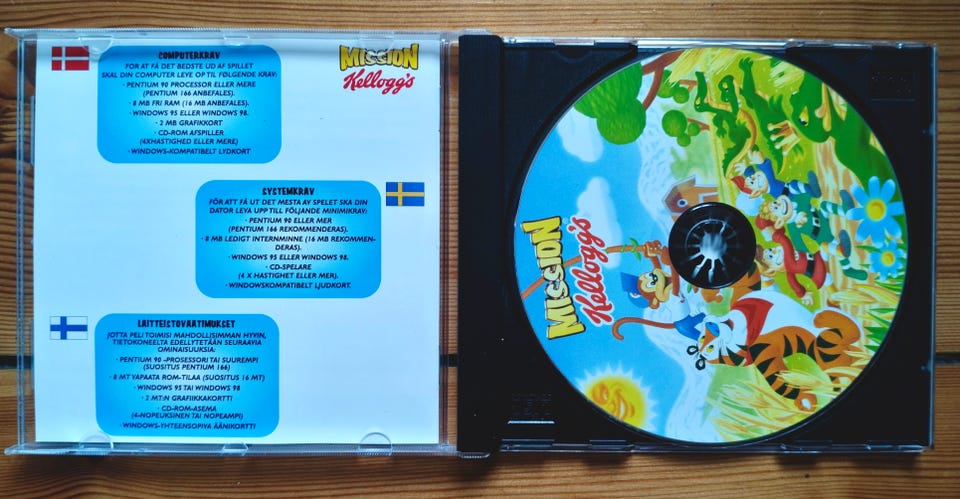 COMPUTERKRAV
FOR AT FÅ DET BEDSTE UD AF SPILLET
SKAL DIN COMPUTER LEVE OP TIL FØLGENDE KRAV:
· PENTIUM 90 PROCESSOR ELLER MERE
(PENTIUM 166 ANBEFALES).
· 8 MB FRI RAM (16 MB ANBEFALES).
· WINDOWS 95 ELLER WINDOWS 98.
· 2 MB GRAFIKKORT
· CD-ROM AFSPILLER
(4XHASTIGHED ELLER MERE)
· WINDOWS-KOMPATIBELT LYDKORT
MISSION
Kellogg's
SYSTEMKRAV
FÖR ATT FÅ UT DET MESTA AV SPELET SKA DIN
DATOR LEVA UPP TILL FÖLJANDE MINIMIKRAV:
· PENTIUM 90 ELLER MER
(PENTIUM 166 REKOMMENDERAS).
· 8 MB LEDIGT INTERNMINNE (16 MB REKOMMEN-
DERAS).
· WINDOWS 95 ELLER WINDOWS 98.
· CD-SPELARE
(4 X HASTIGHET ELLER MER).
· WINDOWSKOMPATIBELT LJUDKORT.
LAITTEISTOVAATIMUKSET
JOTTA PELI TOIMISI MAHDOLLISIMMAN HYVIN,
TIETOKONEELTA EDELLYTETÄÄN SEURAAVIA
OMINAISUUKSIA:
· PENTIUM 90 -PROSESSORI TAI SUUREMPI
(SUOSITUS PENTIUM 166)
· 8 MT VAPAATA ROM-TILAA (SUOSITUS 16 MT)
· WINDOWS 95 TAI WINDOWS 98
· 2 MT:N GRAFIIKKAKORTTI
· CD-ROM-ASEMA
(4-NOPEUKSINEN TAI NOPEAMPI)
· WINDOWS-YHTEENSOPIVA ÄÄNIKORTTI
MISSION
Kellogg's